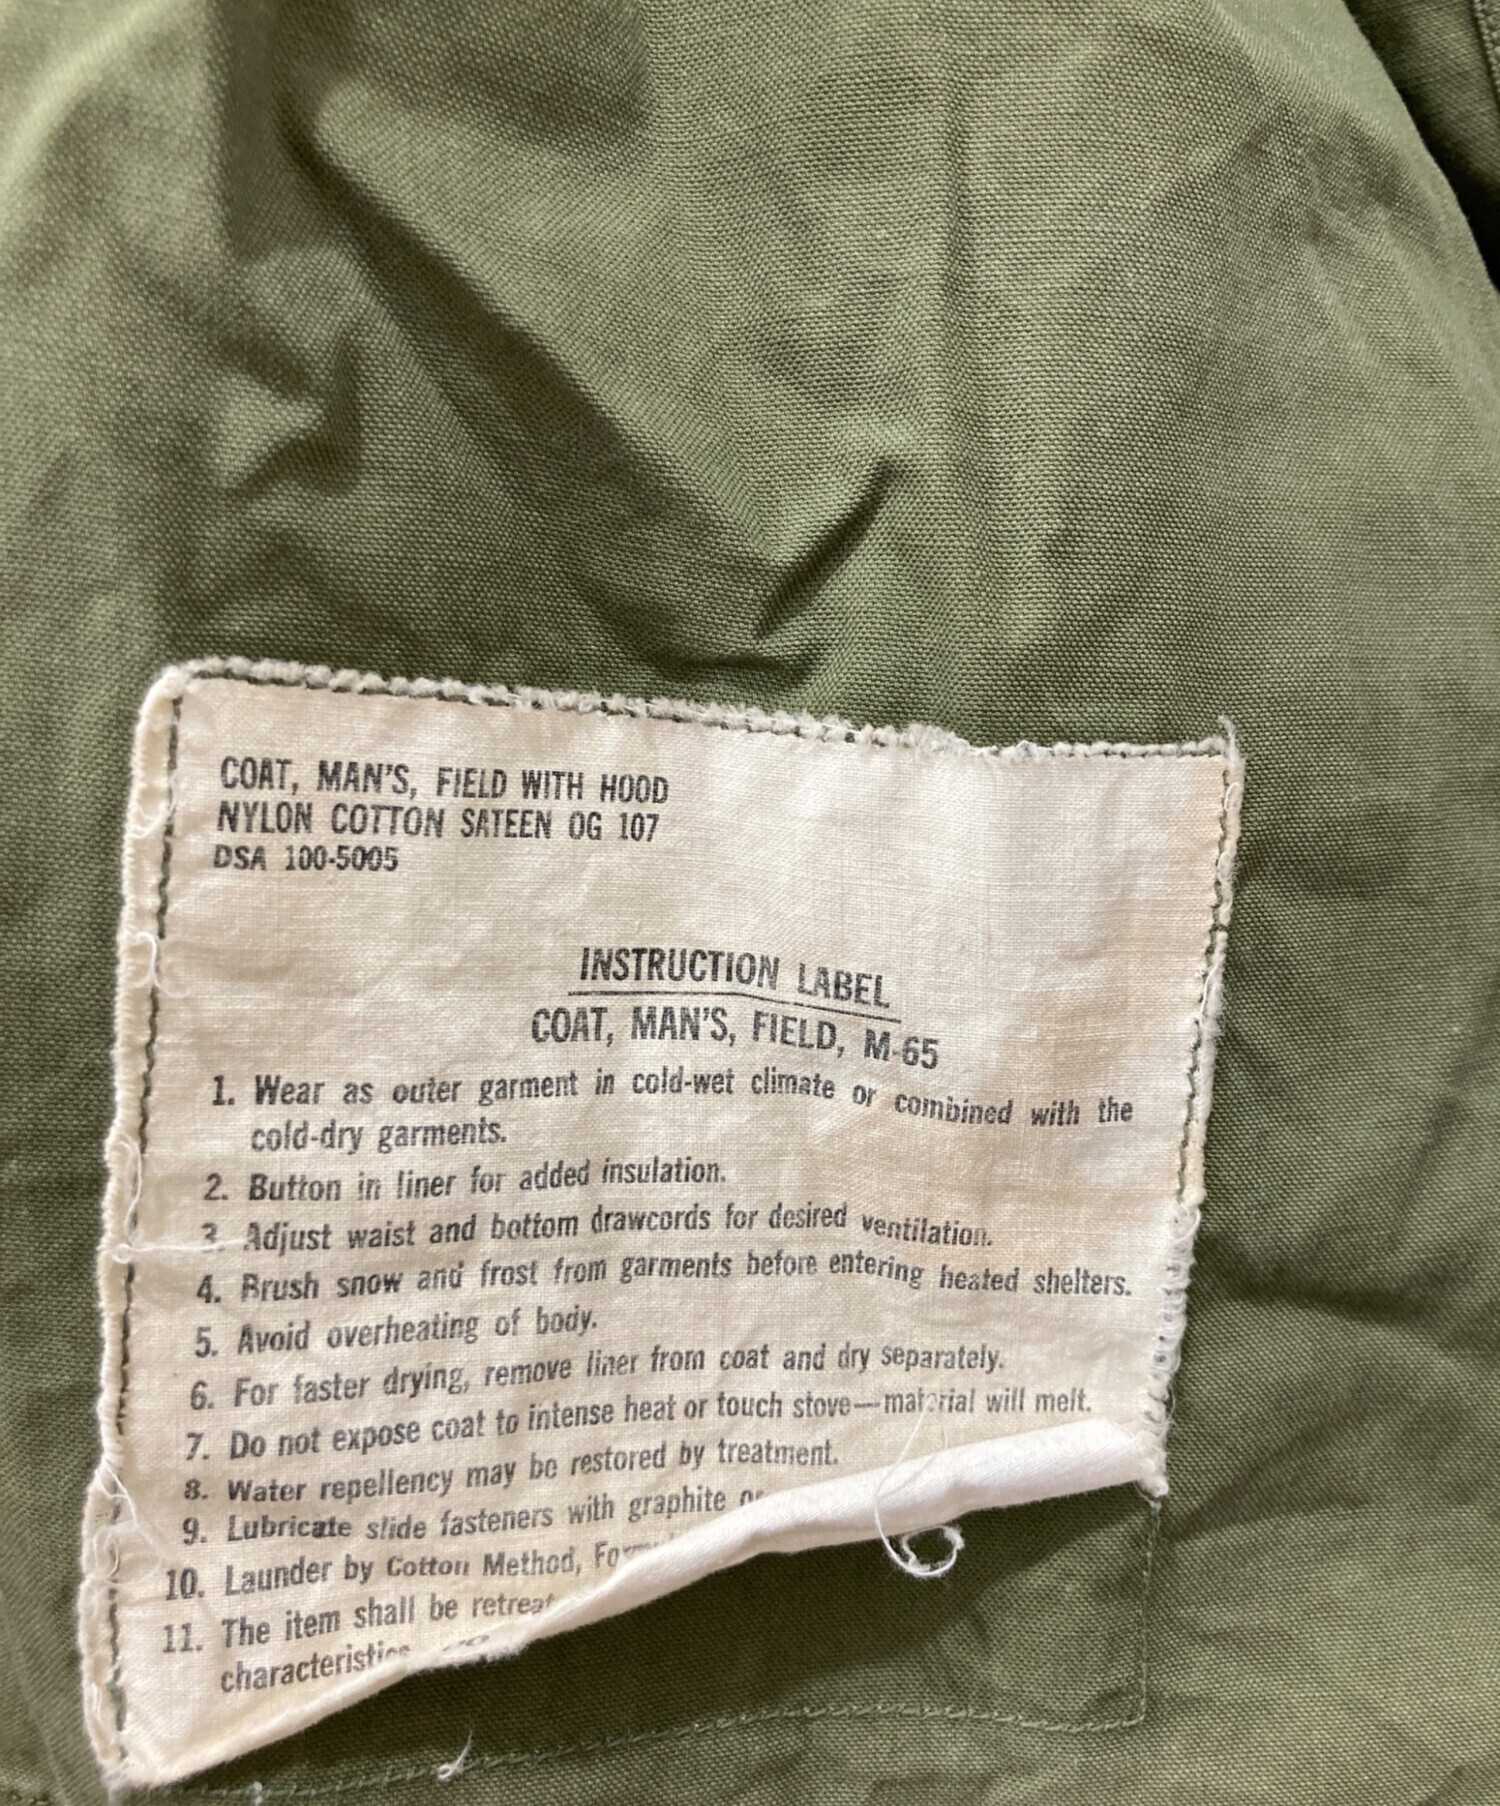 COAT, MAN'S, FIELD WITH HOOD
NYLON COTTON SATEEN OG 107
DSA 100-5005
INSTRUCTION LABEL
COAT, MAN'S, FIELD, M-65
1. Wear as outer garment in cold-wet climate or combined with the
cold-dry garments.
2. Button in liner for added insulation.
3. Adjust waist and bottom drawcords for desired ventilation.
4. Brush snow and frost from garments before entering heated shelters.
5. Avoid overheating of body.
6. For faster drying, remove liner from coat and dry separately.
7. Do not expose coat to intense heat or touch stove—material will melt.
8. Water repellency may be restored by treatment.
9. Lubricate slide fasteners with graphite or
10. Launder by Cotton Method,
11. The item shall be